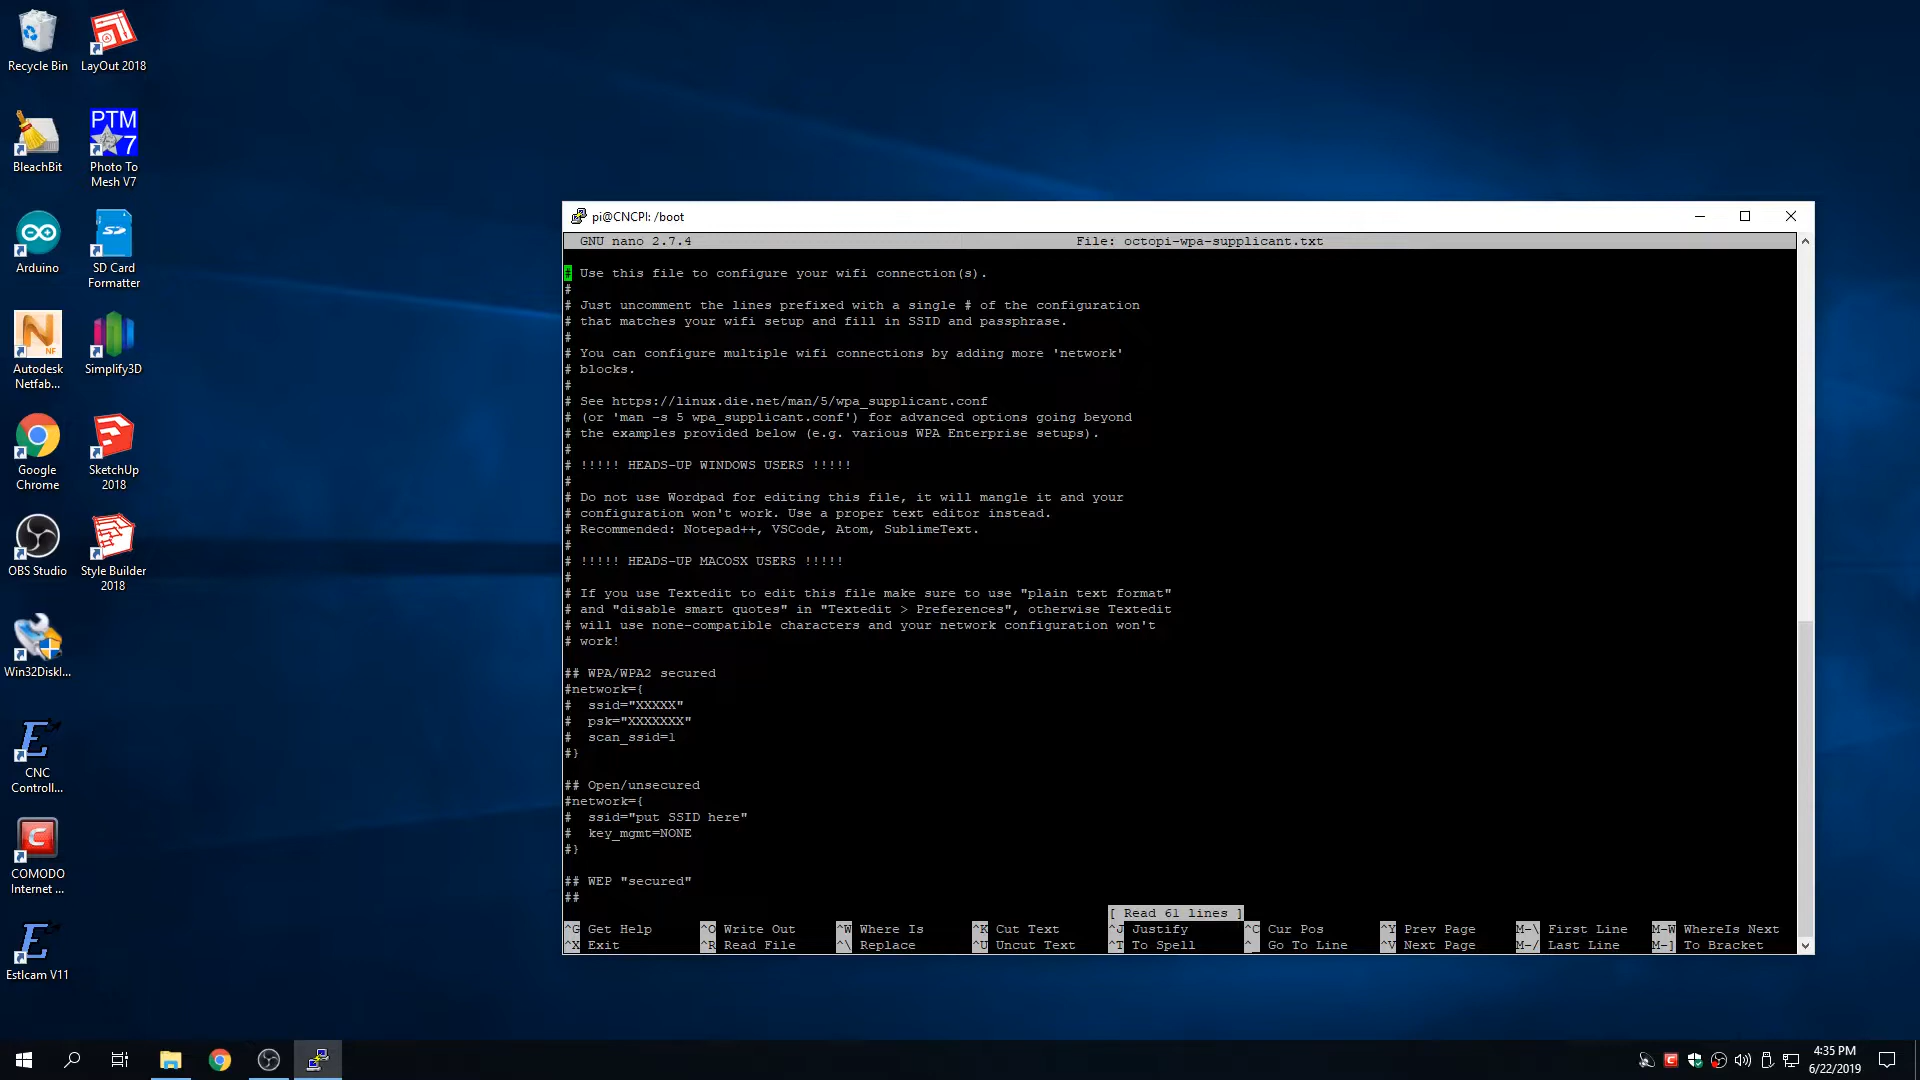 Recycle Bin
LayOut 2018
BleachBit
PTM
7
Photo To
Mesh V7
Arduino
SD
SD Card
Formatter
NF
Autodesk
Netfab...
Simplify3D
Google
Chrome
SketchUp
2018
OBS Studio
Style Builder
2018
Win32DiskI...
CNC
Controll...
COMODO
Internet ...
Estlcam V11
pi@CNCPI: /boot
GNU nano 2.7.4 File: octopi-wpa-supplicant.txt
# Use this file to configure your wifi connection(s).
#
# Just uncomment the lines prefixed with a single # of the configuration
# that matches your wifi setup and fill in SSID and passphrase.
#
# You can configure multiple wifi connections by adding more 'network'
# blocks.
#
# See https://linux.die.net/man/5/wpa_supplicant.conf
# (or 'man -s 5 wpa_supplicant.conf') for advanced options going beyond
# the examples provided below (e.g. various WPA Enterprise setups).
#
# !!!!! HEADS-UP WINDOWS USERS !!!!!
#
# Do not use Wordpad for editing this file, it will mangle it and your
# configuration won't work. Use a proper text editor instead.
# Recommended: Notepad++, VSCode, Atom, SublimeText.
#
# !!!!! HEADS-UP MACOSX USERS !!!!!
#
# If you use Textedit to edit this file make sure to use "plain text format"
# and "disable smart quotes" in "Textedit > Preferences", otherwise Textedit
# will use none-compatible characters and your network configuration won't
# work!
## WPA/WPA2 secured
#network={
#  ssid="XXXXX"
#  psk="XXXXXXX"
#  scan_ssid=1
#}
## Open/unsecured
#network={
#  ssid="put SSID here"
#  key_mgmt=NONE
#}
## WEP "secured"
##
[ Read 61 lines ]
^G Get Help ^O Write Out ^W Where Is ^K Cut Text ^J Justify ^C Cur Pos ^Y Prev Page M-\ First Line M-W WhereIs Next
^X Exit ^R Read File ^\ Replace ^U Uncut Text ^T To Spell ^_ Go To Line ^V Next Page M-/ Last Line M-] To Bracket
4:35 PM
6/22/2019